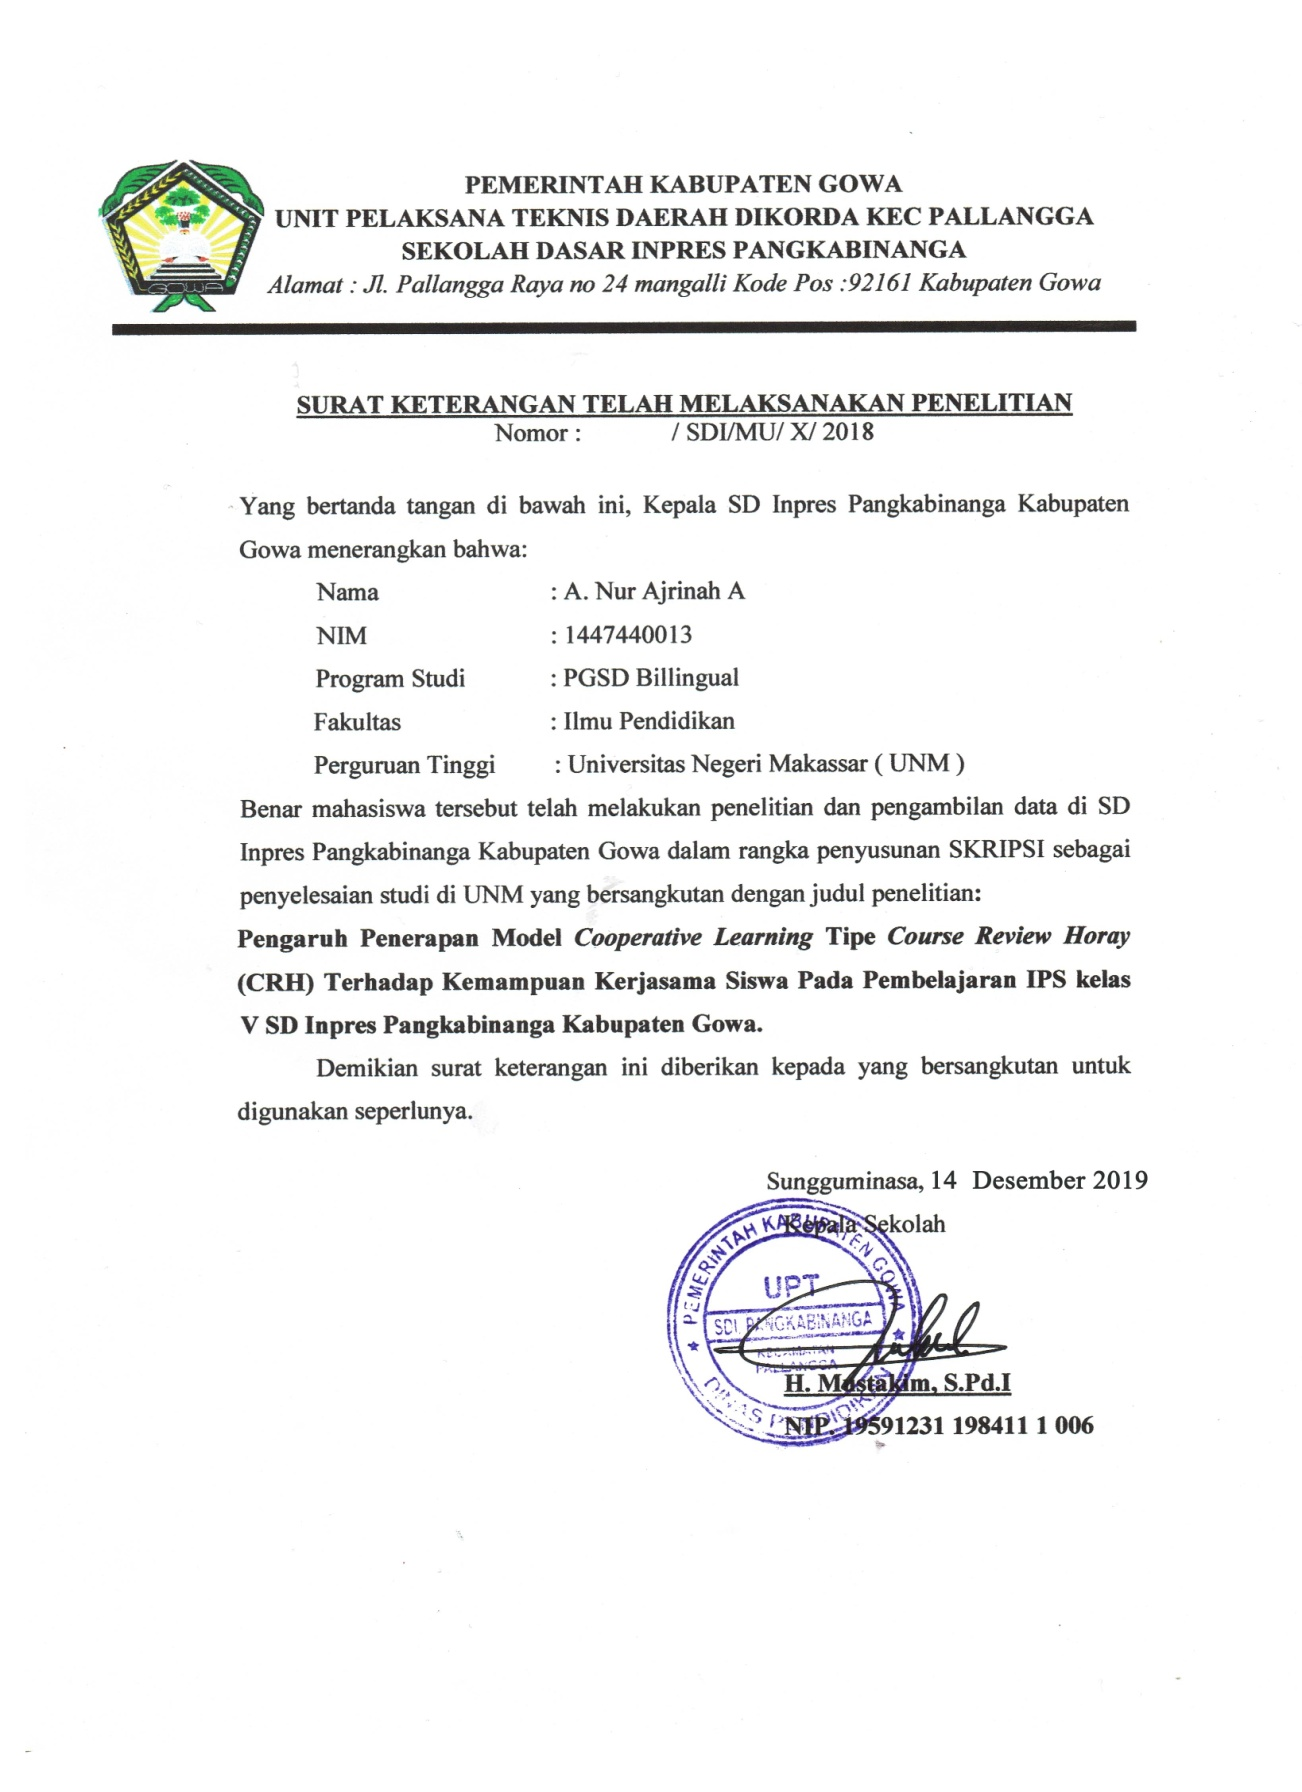 PEMERINTAH KABUPATEN GOWA
UNIT PELAKSANA TEKNIS DAERAH DIKORDA KEC PALLANGGA
SEKOLAH DASAR INPRES PANGKABINANGA
Alamat : Jl. Pallangga Raya no 24 mangalli Kode Pos :92161 Kabupaten Gowa
GOWA
SURAT KETERANGAN TELAH MELAKSANAKAN PENELITIAN
Nomor : / SDI/MU/ X/ 2018
Yang bertanda tangan di bawah ini, Kepala SD Inpres Pangkabinanga Kabupaten
Gowa menerangkan bahwa:
Nama : A. Nur Ajrinah A
NIM : 1447440013
Program Studi : PGSD Billingual
Fakultas : Ilmu Pendidikan
Perguruan Tinggi : Universitas Negeri Makassar ( UNM )
Benar mahasiswa tersebut telah melakukan penelitian dan pengambilan data di SD
Inpres Pangkabinanga Kabupaten Gowa dalam rangka penyusunan SKRIPSI sebagai
penyelesaian studi di UNM yang bersangkutan dengan judul penelitian:
Pengaruh Penerapan Model Cooperative Learning Tipe Course Review Horay
(CRH) Terhadap Kemampuan Kerjasama Siswa Pada Pembelajaran IPS kelas
V SD Inpres Pangkabinanga Kabupaten Gowa.
Demikian surat keterangan ini diberikan kepada yang bersangkutan untuk
digunakan seperlunya.
Sungguminasa, 14 Desember 2019
Kepala Sekolah
PEMERINTAH KABUPATEN GOWA
UPT
SDI. PANGKABINANGA
KECAMATAN
PALLANGGA
DINAS PENDIDIKAN
H. Mustakim, S.Pd.I
NIP. 19591231 198411 1 006